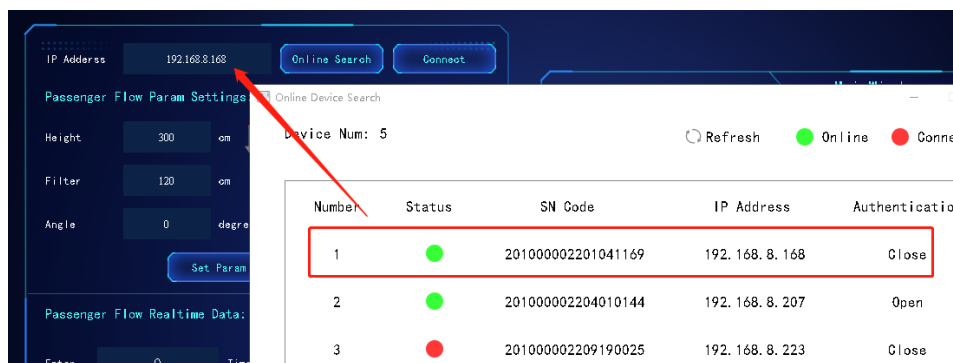 IP Adderss 192.168.8.168 Online Search Connect
Passenger Flow Param Settings: Online Device Search
Height 300 cm Device Num: 5 Refresh Online
Filter 120 cm
Number Status SN Code IP Address
Angle 0
1 201000002201041169 192.168.8.168 Close
Set Param
2 201000002204010144 192.168.8.207 Open
Passenger Flow Realtime Data:
3 201000002209190025 192.168.8.223 Close